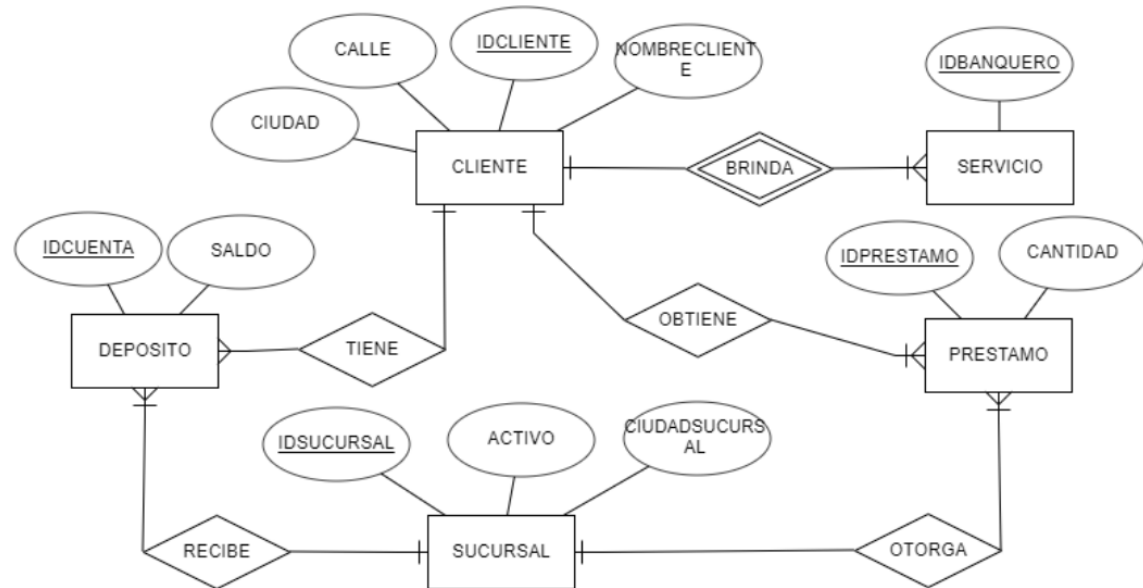 CALLE
IDCLIENTE
NOMBRECLIENT
E
IDBANQUERO
CIUDAD
CLIENTE
BRINDA
SERVICIO
IDCUENTA
SALDO
IDPRESTAMO
CANTIDAD
DEPOSITO
TIENE
OBTIENE
PRESTAMO
IDSUCURSAL
ACTIVO
CIUDADSUCURS
AL
RECIBE
SUCURSAL
OTORGA